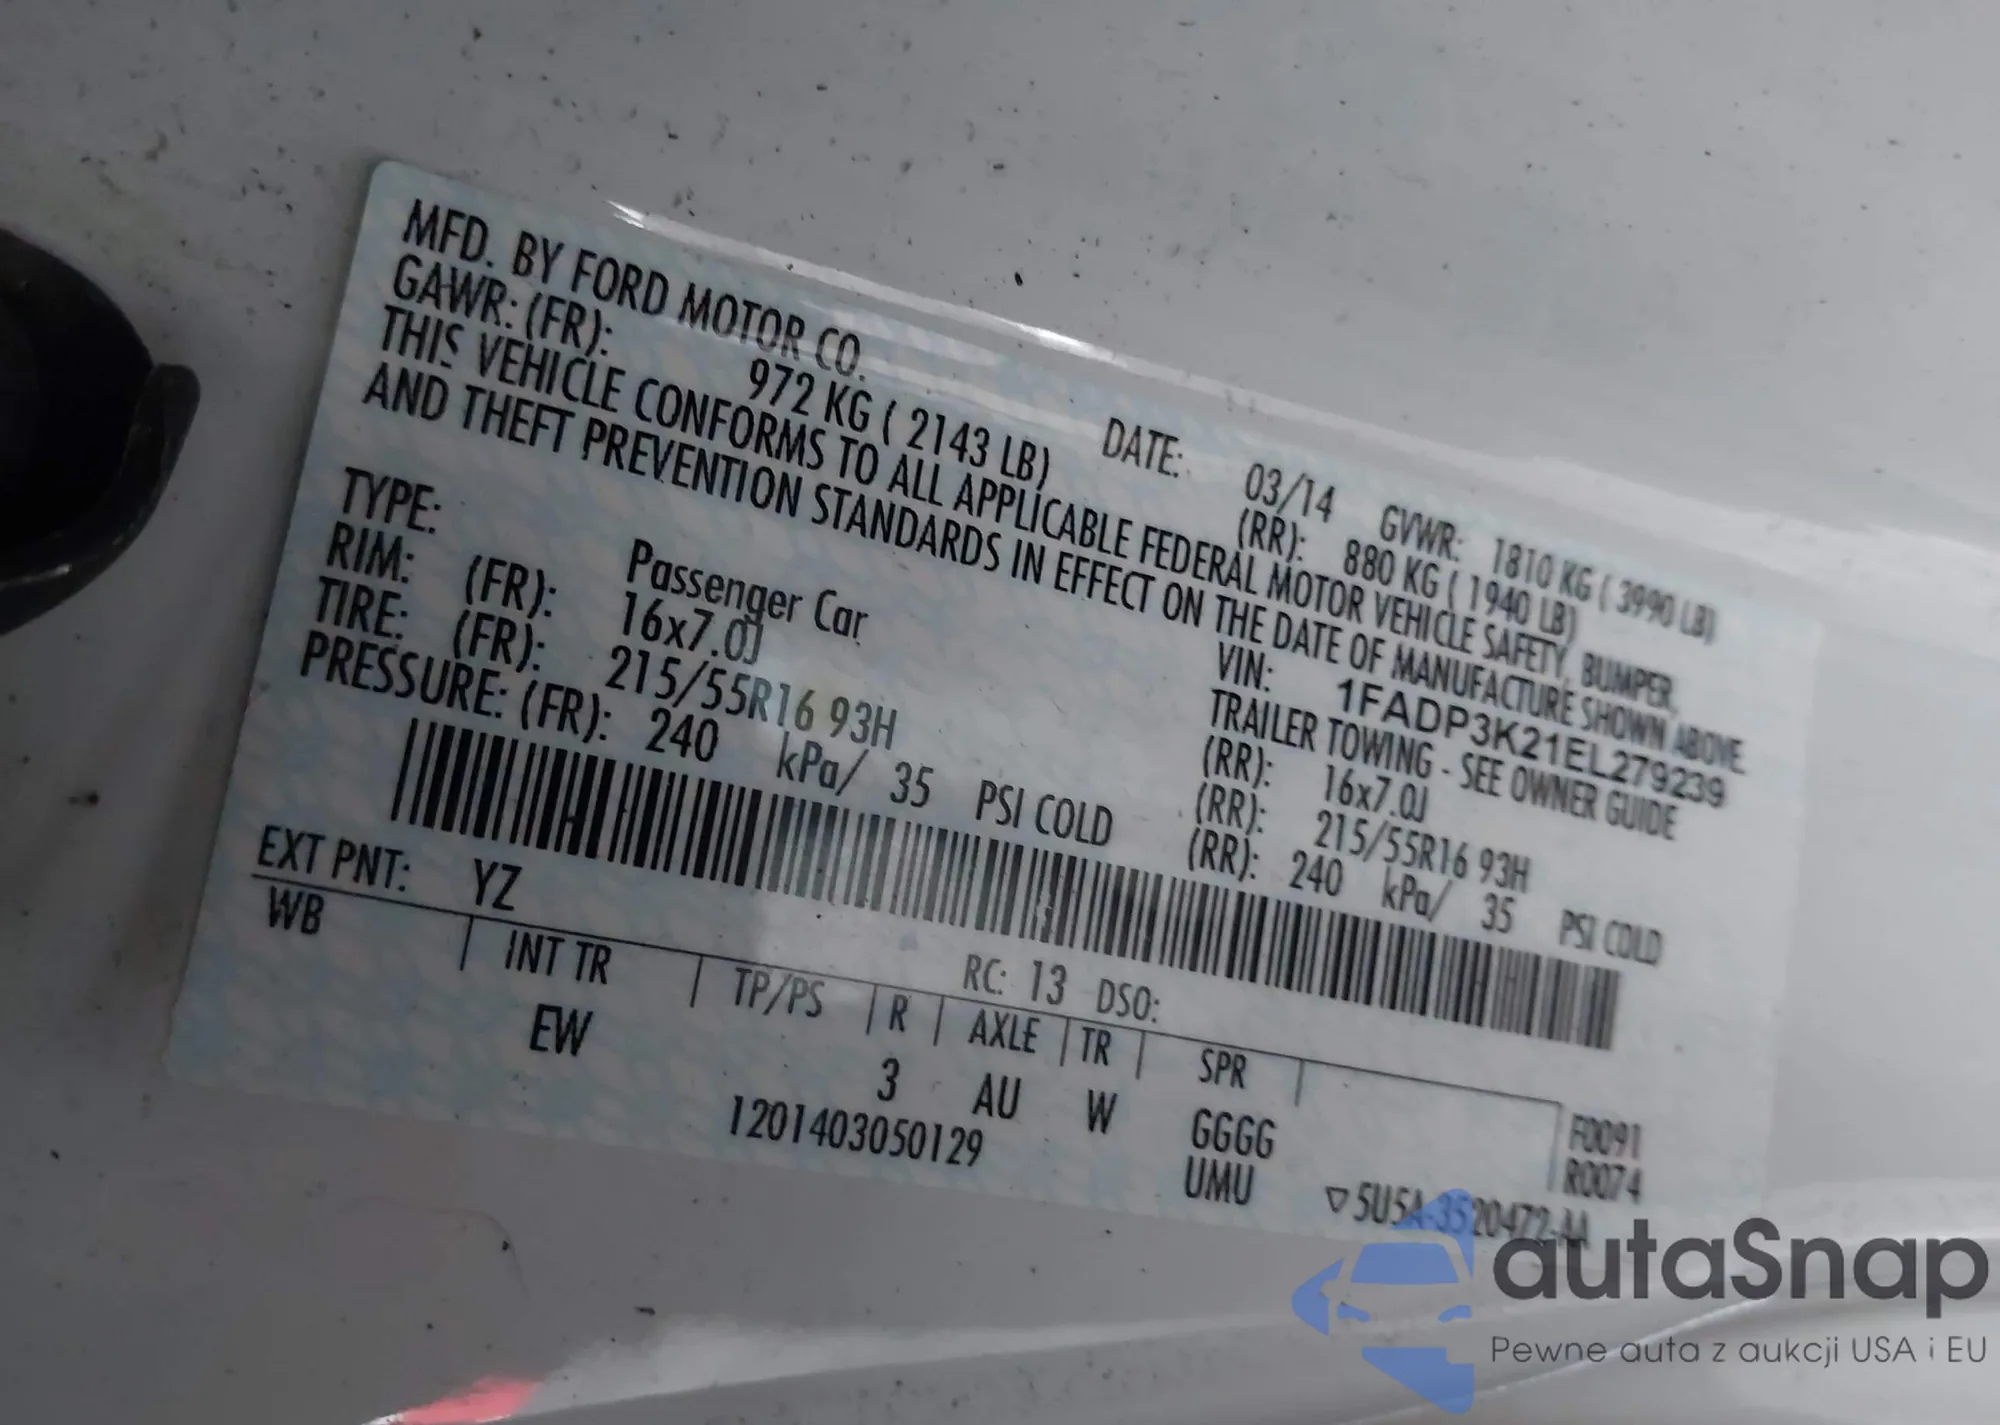 MFD. BY FORD MOTOR CO.
DATE: 03/14 GVWR: 1810 KG ( 3990 LB)
GAWR: (FR): 972 KG ( 2143 LB) (RR): 880 KG ( 1940 LB)
THIS VEHICLE CONFORMS TO ALL APPLICABLE FEDERAL MOTOR VEHICLE SAFETY, BUMPER,
AND THEFT PREVENTION STANDARDS IN EFFECT ON THE DATE OF MANUFACTURE SHOWN ABOVE.
VIN: 1FADP3K21EL279239
TYPE: Passenger Car TRAILER TOWING - SEE OWNER GUIDE
RIM: (FR): 16x7.0J (RR): 16x7.0J
TIRE: (FR): 215/55R16 93H (RR): 215/55R16 93H
PRESSURE: (FR): 240 kPa/ 35 PSI COLD (RR): 240 kPa/ 35 PSI COLD
EXT PNT: YZ RC: 13 DSO:
WB INT TR TP/PS R AXLE TR SPR
EW 3 AU W GGGG F0091
1201403050129 UMU R0074
▽5U5A-3520472-AA
autaSnap
Pewne auta z aukcji USA i EU